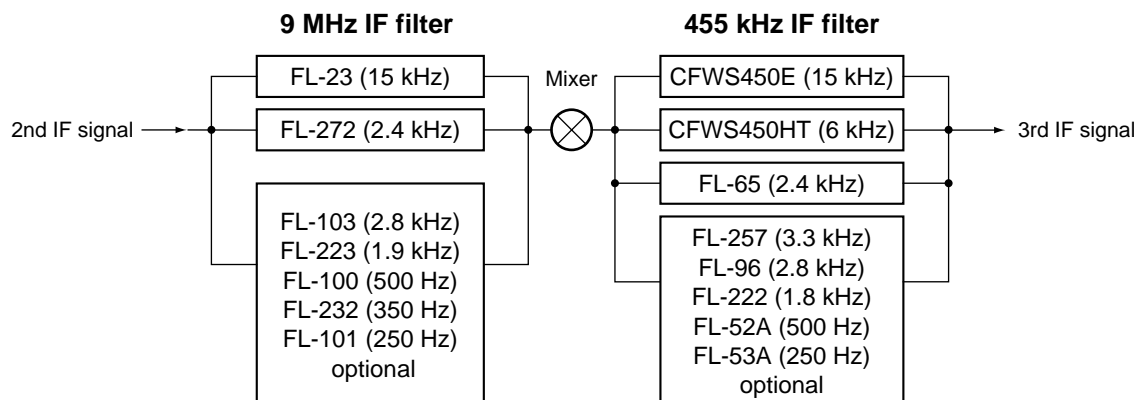 9 MHz IF filter
455 kHz IF filter
FL-23 (15 kHz)
Mixer
CFWS450E (15 kHz)
2nd IF signal
FL-272 (2.4 kHz)
CFWS450HT (6 kHz)
3rd IF signal
FL-65 (2.4 kHz)
FL-103 (2.8 kHz)
FL-223 (1.9 kHz)
FL-100 (500 Hz)
FL-232 (350 Hz)
FL-101 (250 Hz)
optional
FL-257 (3.3 kHz)
FL-96 (2.8 kHz)
FL-222 (1.8 kHz)
FL-52A (500 Hz)
FL-53A (250 Hz)
optional